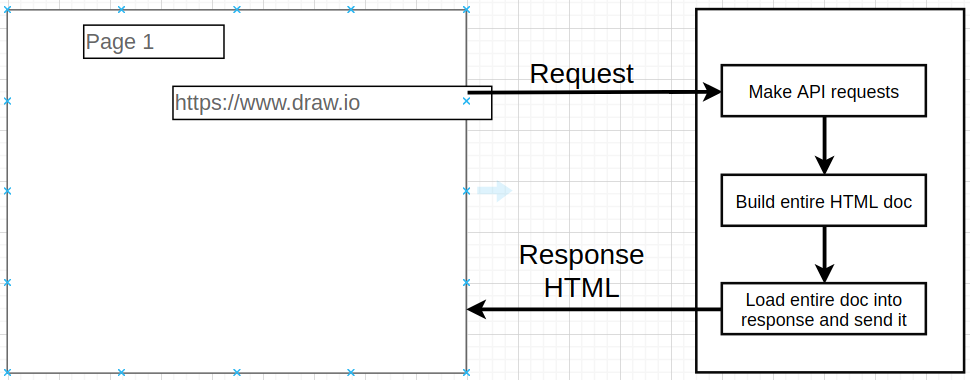 Page 1
https://www.draw.io
Request
Make API requests
Build entire HTML doc
Response
HTML
Load entire doc into
response and send it